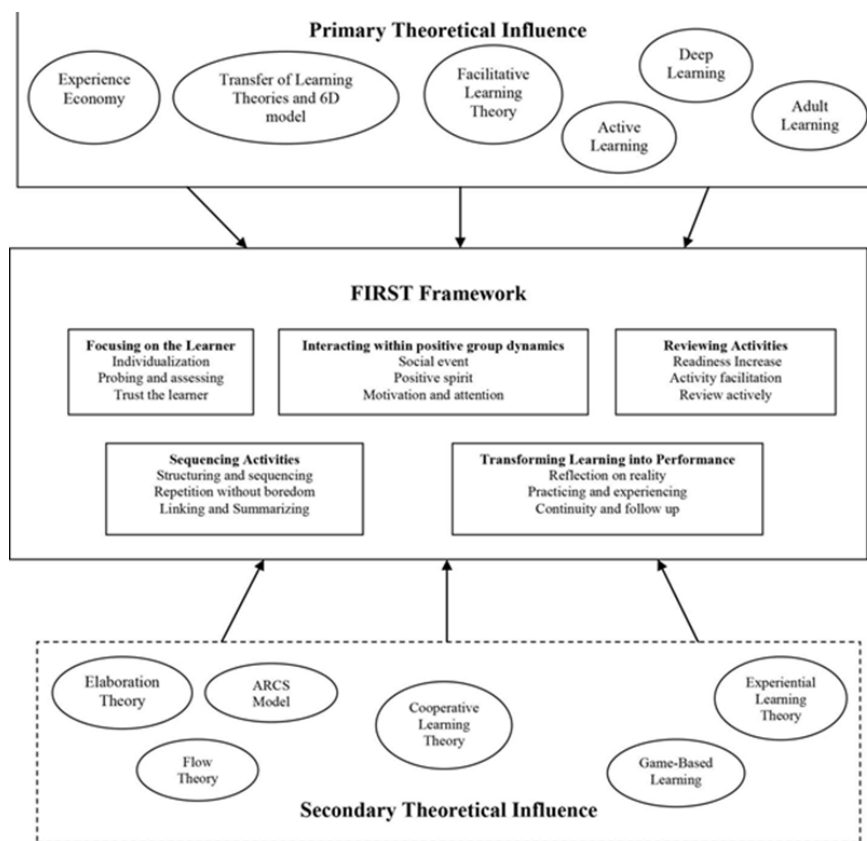 Primary Theoretical Influence
Experience
Economy
Transfer of Learning
Theories and 6D
model
Facilitative
Learning
Theory
Active
Learning
Deep
Learning
Adult
Learning
FIRST Framework
Focusing on the Learner
Individualization
Probing and assessing
Trust the learner
Interacting within positive group dynamics
Social event
Positive spirit
Motivation and attention
Reviewing Activities
Readiness Increase
Activity facilitation
Review actively
Sequencing Activities
Structuring and sequencing
Repetition without boredom
Linking and Summarizing
Transforming Learning into Performance
Reflection on reality
Practicing and experiencing
Continuity and follow up
Elaboration
Theory
ARCS
Model
Flow
Theory
Cooperative
Learning
Theory
Game-Based
Learning
Experiential
Learning
Theory
Secondary Theoretical Influence